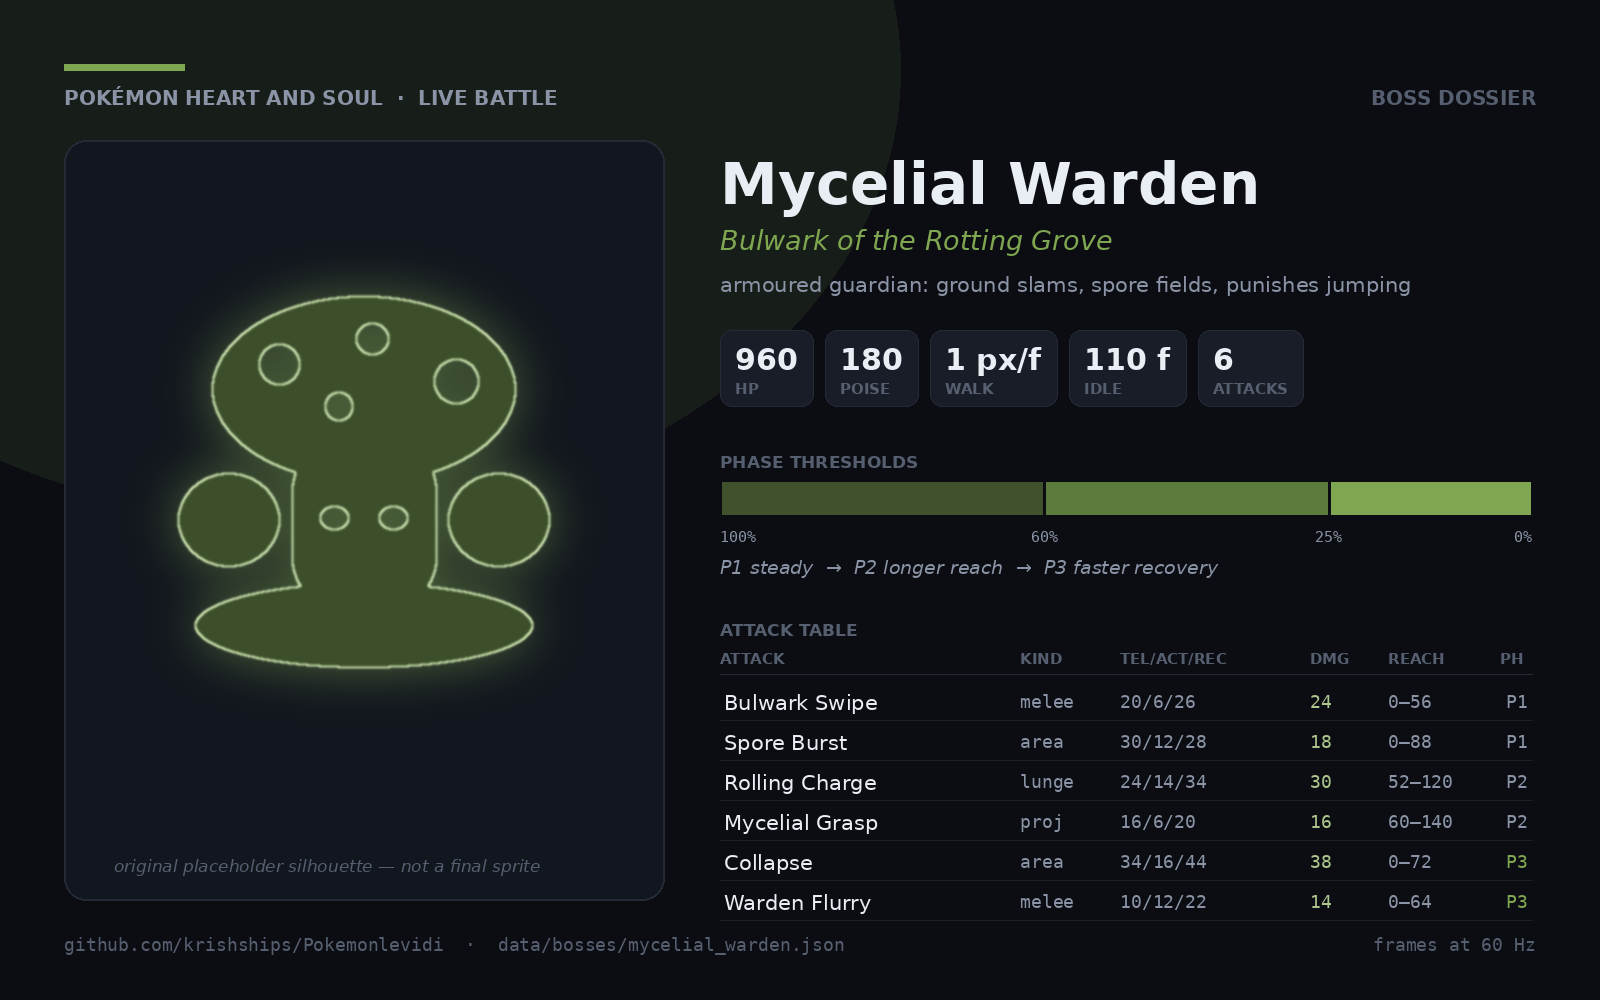 POKÉMON HEART AND SOUL · LIVE BATTLE
BOSS DOSSIER
Mycelial Warden
Bulwark of the Rotting Grove
armoured guardian: ground slams, spore fields, punishes jumping
960 180 1 px/f 110 f 6
HP POISE WALK IDLE ATTACKS
PHASE THRESHOLDS
100% 60% 25% 0%
P1 steady → P2 longer reach → P3 faster recovery
ATTACK TABLE
ATTACK KIND TEL/ACT/REC DMG REACH PH
Bulwark Swipe melee 20/6/26 24 0–56 P1
Spore Burst area 30/12/28 18 0–88 P1
Rolling Charge lunge 24/14/34 30 52–120 P2
Mycelial Grasp proj 16/6/20 16 60–140 P2
Collapse area 34/16/44 38 0–72 P3
Warden Flurry melee 10/12/22 14 0–64 P3
original placeholder silhouette — not a final sprite
github.com/krishships/Pokemonlevidi · data/bosses/mycelial_warden.json
frames at 60 Hz